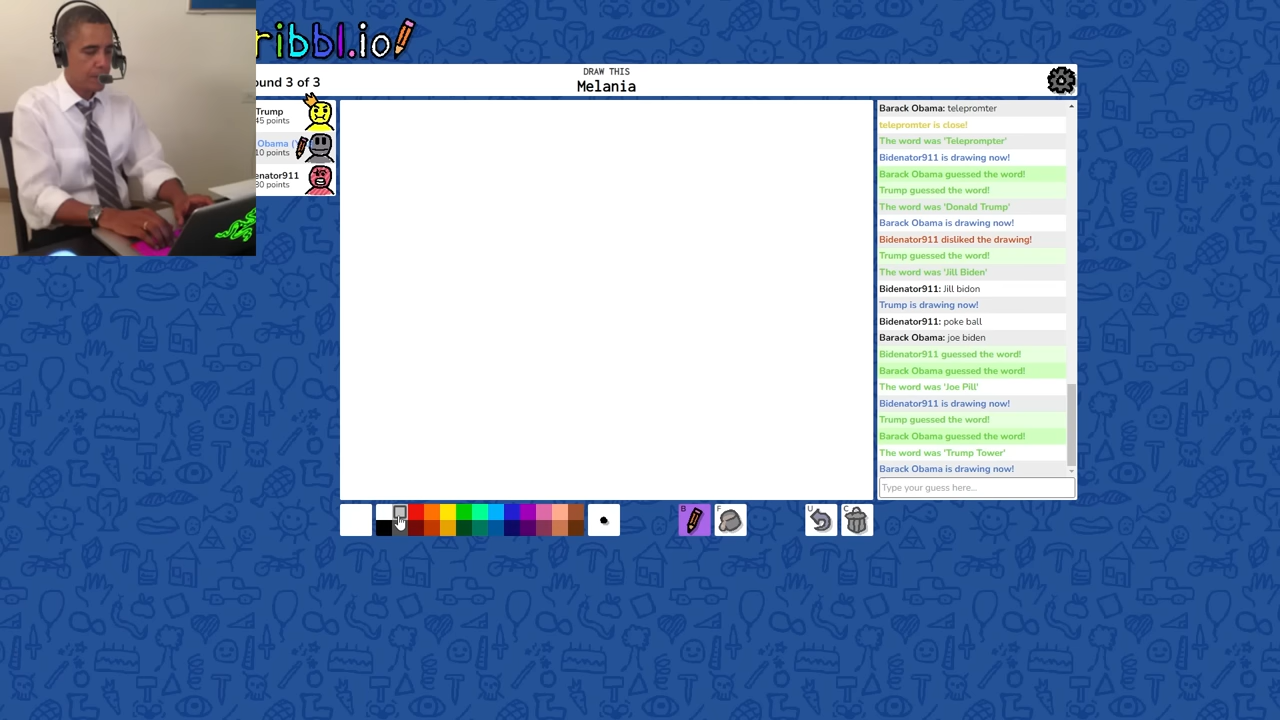 ribbl.io
ound 3 of 3
DRAW THIS
Melania
Trump
45 points
Obama (Y
10 points
enator911
30 points
Barack Obama: telepromter
telepromter is close!
The word was 'Teleprompter'
Bidenator911 is drawing now!
Barack Obama guessed the word!
Trump guessed the word!
The word was 'Donald Trump'
Barack Obama is drawing now!
Bidenator911 disliked the drawing!
Trump guessed the word!
The word was 'Jill Biden'
Bidenator911: Jill bidon
Trump is drawing now!
Bidenator911: poke ball
Barack Obama: joe biden
Bidenator911 guessed the word!
Barack Obama guessed the word!
The word was 'Joe Pill'
Bidenator911 is drawing now!
Trump guessed the word!
Barack Obama guessed the word!
The word was 'Trump Tower'
Barack Obama is drawing now!
Type your guess here...
B
F
U
C